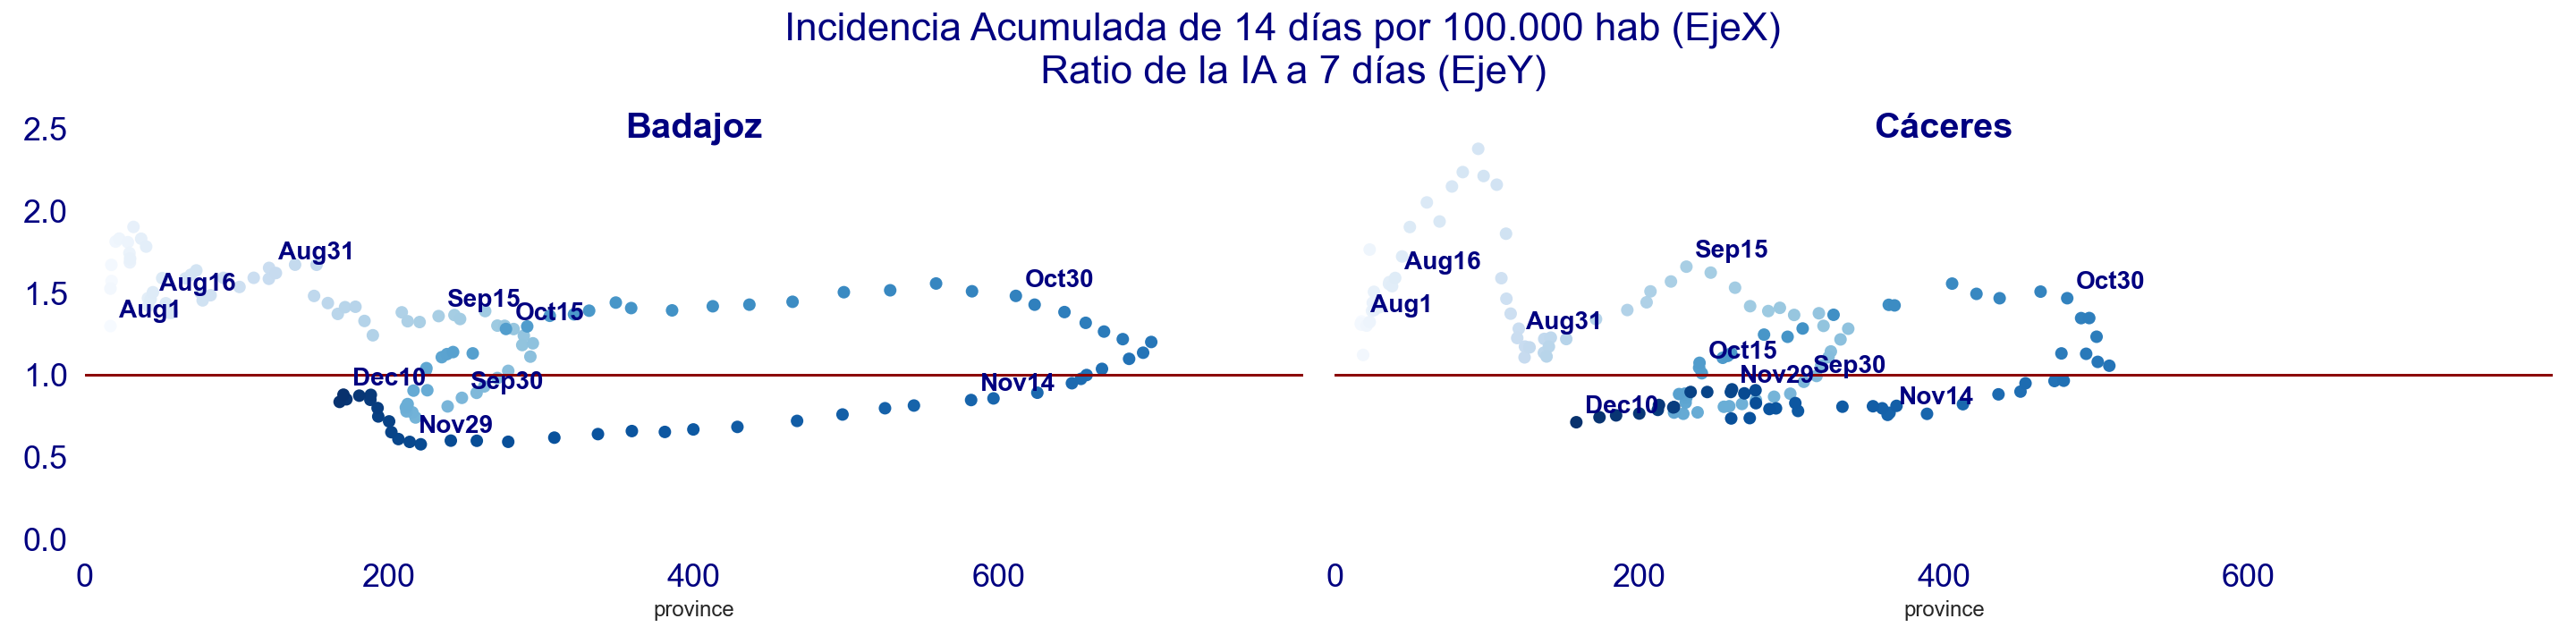 Incidencia Acumulada de 14 días por 100.000 hab (EjeX)
Ratio de la IA a 7 días (EjeY)
Badajoz
2.5
2.0
1.5
1.0
0.5
0.0
Aug31
Aug16
Aug1
Sep15
Oct15
Oct30
Dec10
Sep30
Nov14
Nov29
0
200
400
600
province
Cáceres
Aug16
Aug1
Aug31
Sep15
Oct30
Oct15
Sep30
Nov29
Nov14
Dec10
0
200
400
600
province